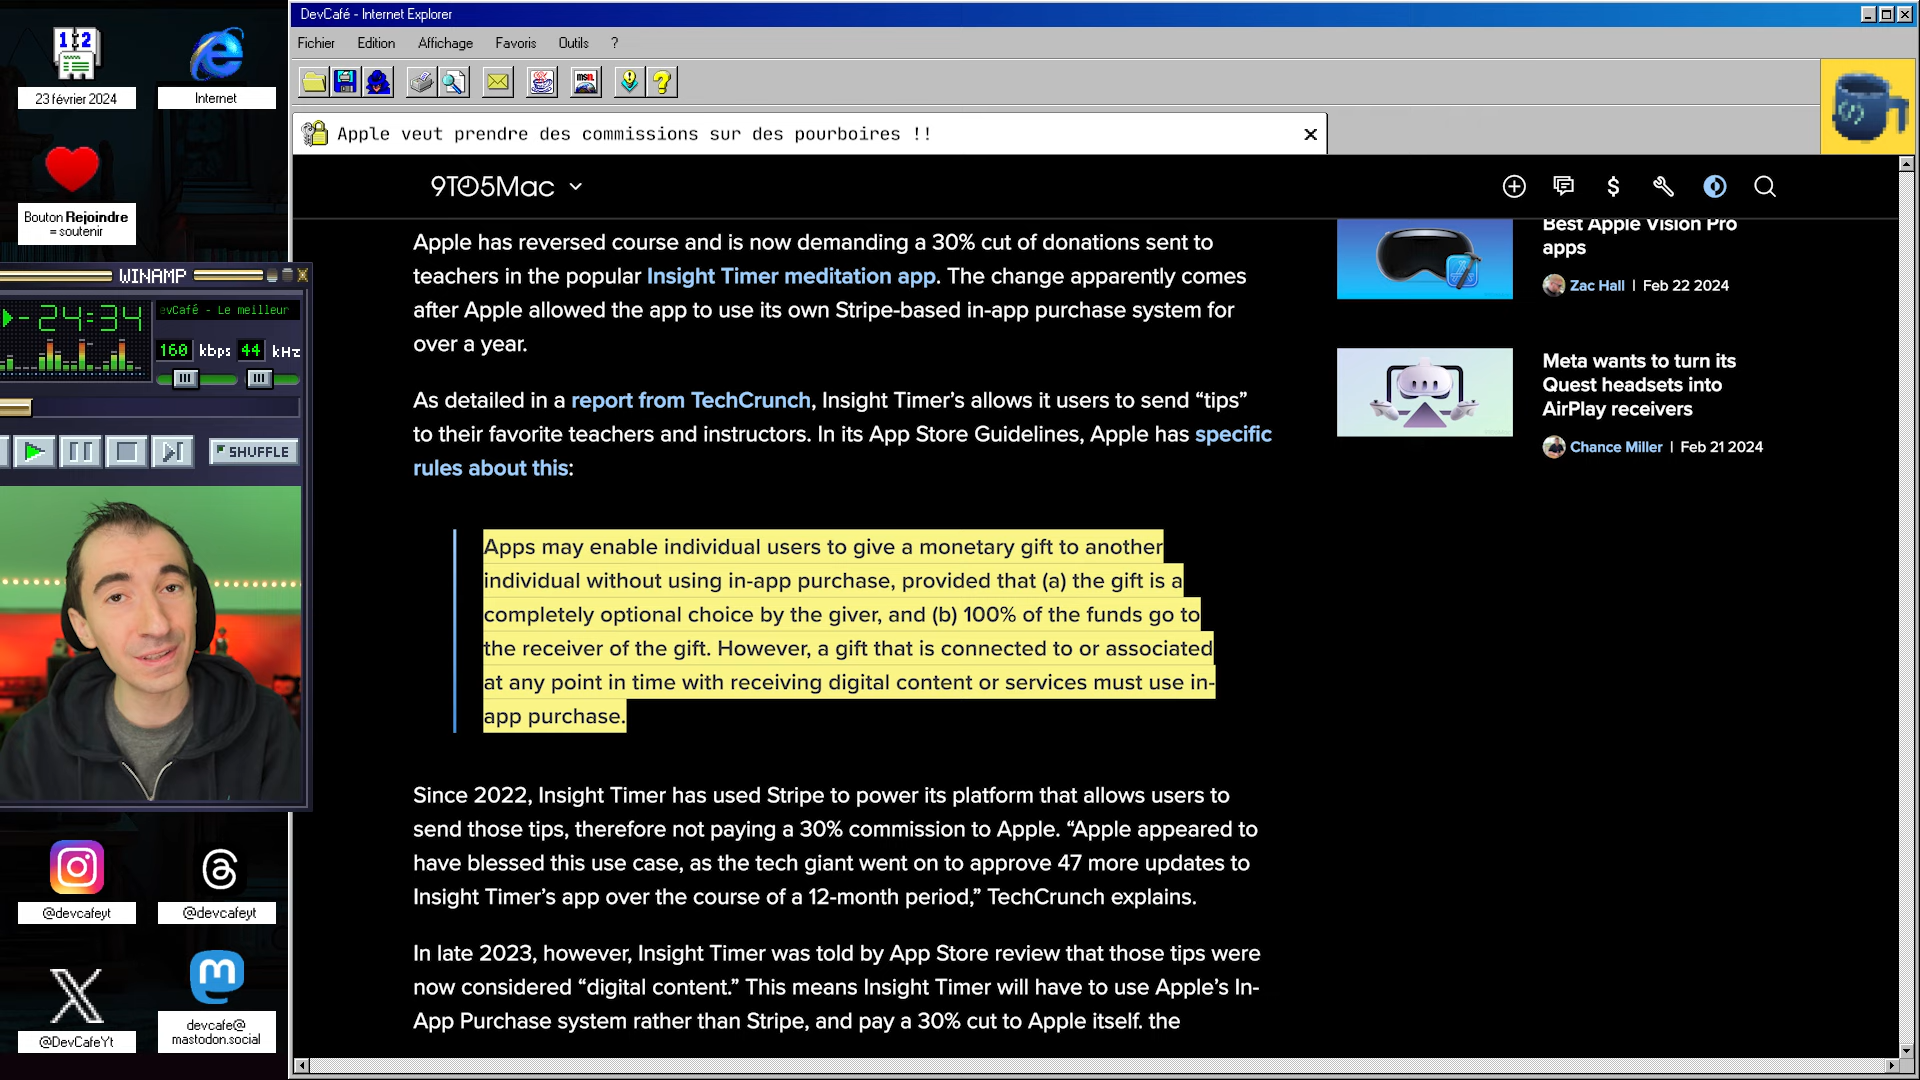 DevCafé - Internet Explorer
Fichier Edition Affichage Favoris Outils ?
12
23 février 2024
Internet
msn
Apple veut prendre des commissions sur des pourboires !!
Bouton Rejoindre
= soutenir
WINAMP
-24:34
evCafé - Le meilleur
160 kbps 44 kHz
SHUFFLE
@devcafeyt
@devcafeyt
@DevCafeYt
devcafe@
mastodon.social
9TO5Mac
Apple has reversed course and is now demanding a 30% cut of donations sent to
teachers in the popular Insight Timer meditation app. The change apparently comes
after Apple allowed the app to use its own Stripe-based in-app purchase system for
over a year.
As detailed in a report from TechCrunch, Insight Timer’s allows it users to send “tips”
to their favorite teachers and instructors. In its App Store Guidelines, Apple has specific
rules about this:
Apps may enable individual users to give a monetary gift to another
individual without using in-app purchase, provided that (a) the gift is a
completely optional choice by the giver, and (b) 100% of the funds go to
the receiver of the gift. However, a gift that is connected to or associated
at any point in time with receiving digital content or services must use in-
app purchase.
Since 2022, Insight Timer has used Stripe to power its platform that allows users to
send those tips, therefore not paying a 30% commission to Apple. “Apple appeared to
have blessed this use case, as the tech giant went on to approve 47 more updates to
Insight Timer’s app over the course of a 12-month period,” TechCrunch explains.
In late 2023, however, Insight Timer was told by App Store review that those tips were
now considered “digital content.” This means Insight Timer will have to use Apple’s In-
App Purchase system rather than Stripe, and pay a 30% cut to Apple itself. the
Best Apple Vision Pro
apps
Zac Hall | Feb 22 2024
Meta wants to turn its
Quest headsets into
AirPlay receivers
Chance Miller | Feb 21 2024